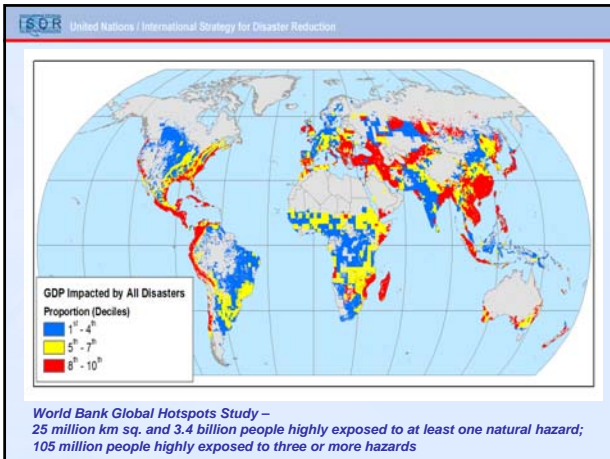 ISDR United Nations / International Strategy for Disaster Reduction
GDP Impacted by All Disasters
Proportion (Deciles)
1st - 4th
5th - 7th
8th - 10th
World Bank Global Hotspots Study –
25 million km sq. and 3.4 billion people highly exposed to at least one natural hazard;
105 million people highly exposed to three or more hazards